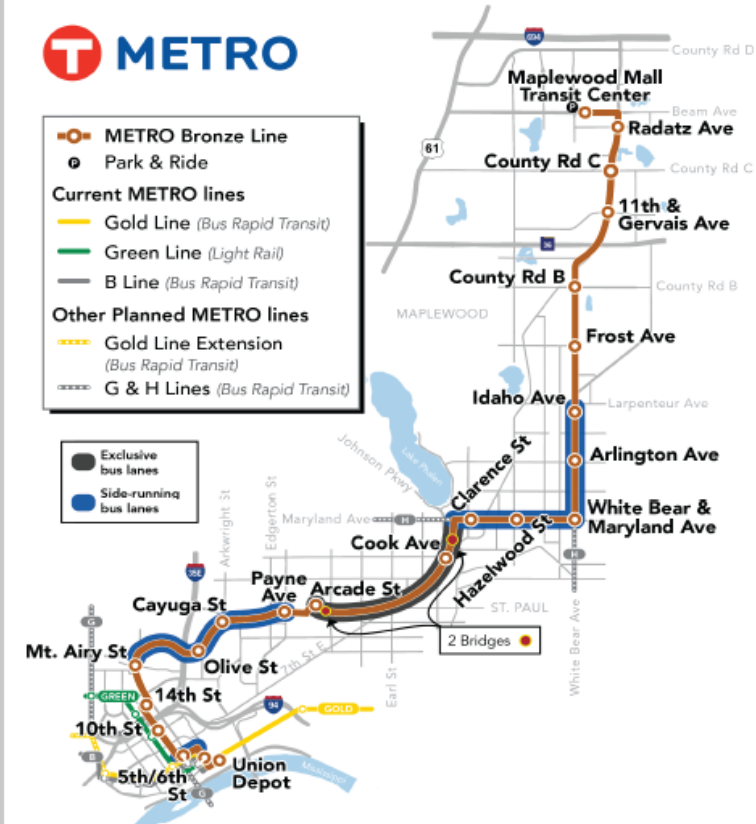 T METRO
METRO Bronze Line
P Park & Ride
Current METRO lines
Gold Line (Bus Rapid Transit)
Green Line (Light Rail)
B Line (Bus Rapid Transit)
Other Planned METRO lines
Gold Line Extension
(Bus Rapid Transit)
G & H Lines (Bus Rapid Transit)
Exclusive
bus lanes
Side-running
bus lanes
694
County Rd D
Maplewood Mall
Transit Center
P
Beam Ave
Radatz Ave
61
County Rd C
County Rd C
11th &
Gervais Ave
36
County Rd B
County Rd B
MAPLEWOOD
Frost Ave
Idaho Ave
Larpenteur Ave
Arlington Ave
Johnson Pkwy
Lake Phalen
Clarence St
White Bear &
Maryland Ave
Maryland Ave
H
Hazelwood St
H
Cook Ave
Arkwright St
Edgerton St
35E
Payne
Ave
Arcade St
Cayuga St
ST. PAUL
G
2 Bridges
Mt. Airy St
Olive St
7th St E
Earl St
White Bear Ave
GREEN
14th St
94
GOLD
10th St
B
5th/6th
St
Union
Depot
Mississippi
G